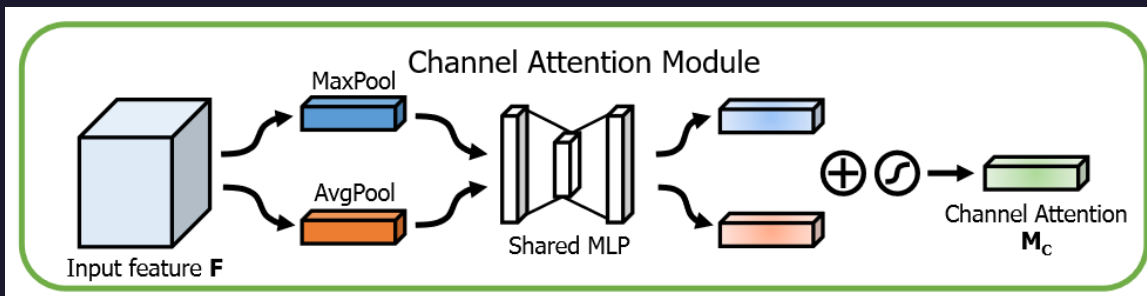 Channel Attention Module
MaxPool
AvgPool
Shared MLP
Input feature F
Channel Attention
Mc